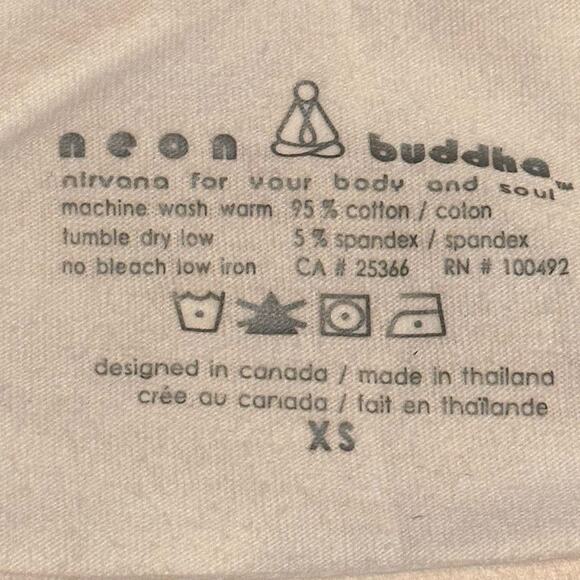 neon buddha
nirvana for your body and soul™
machine wash warm 95 % cotton / coton
tumble dry low 5 % spandex / spandex
no bleach low iron CA # 25366 RN # 100492
designed in canada / made in thailand
crée au canada / fait en thaïlande
XS